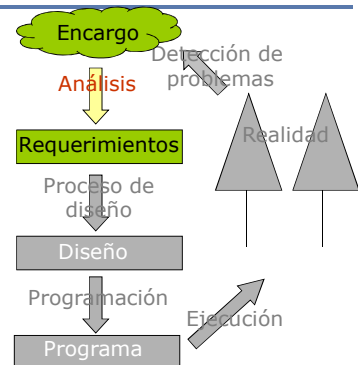 Encargo
Detección de
problemas
Análisis
Realidad
Requerimientos
Proceso de
diseño
Diseño
Programación
Ejecución
Programa